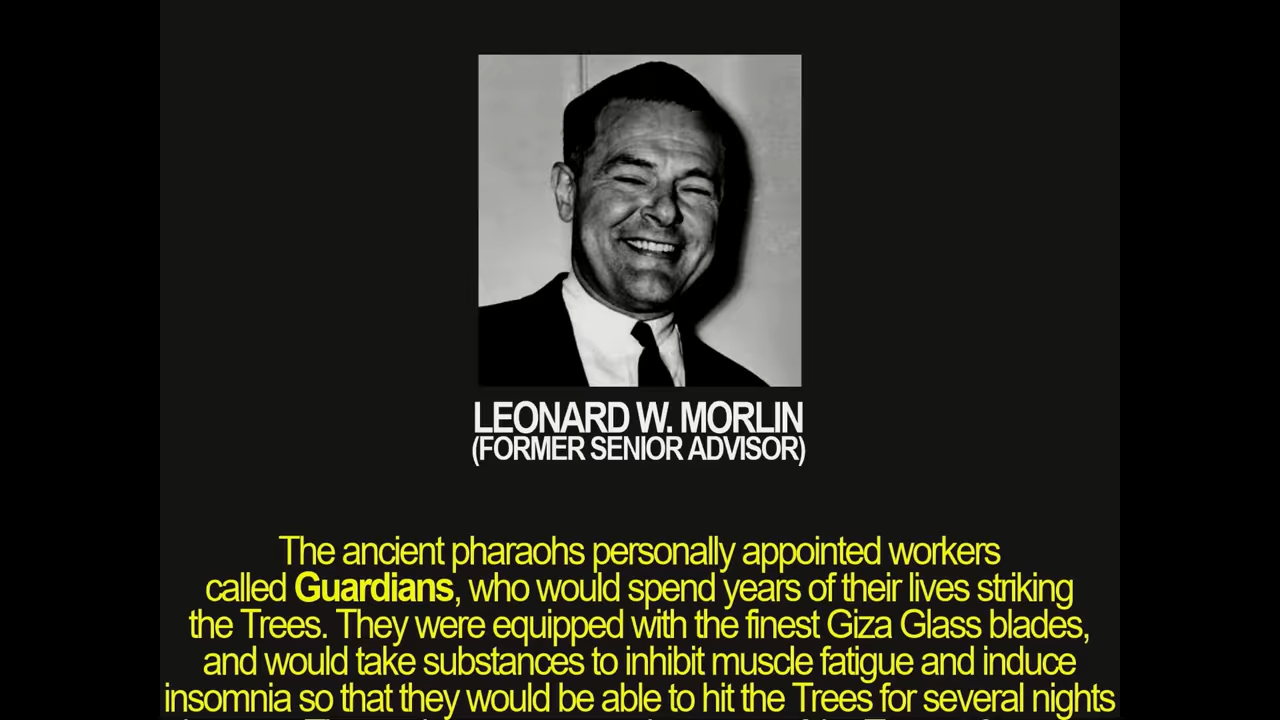 LEONARD W. MORLIN
(FORMER SENIOR ADVISOR)
The ancient pharaohs personally appointed workers
called Guardians, who would spend years of their lives striking
the Trees. They were equipped with the finest Giza Glass blades,
and would take substances to inhibit muscle fatigue and induce
insomnia so that they would be able to hit the Trees for several nights